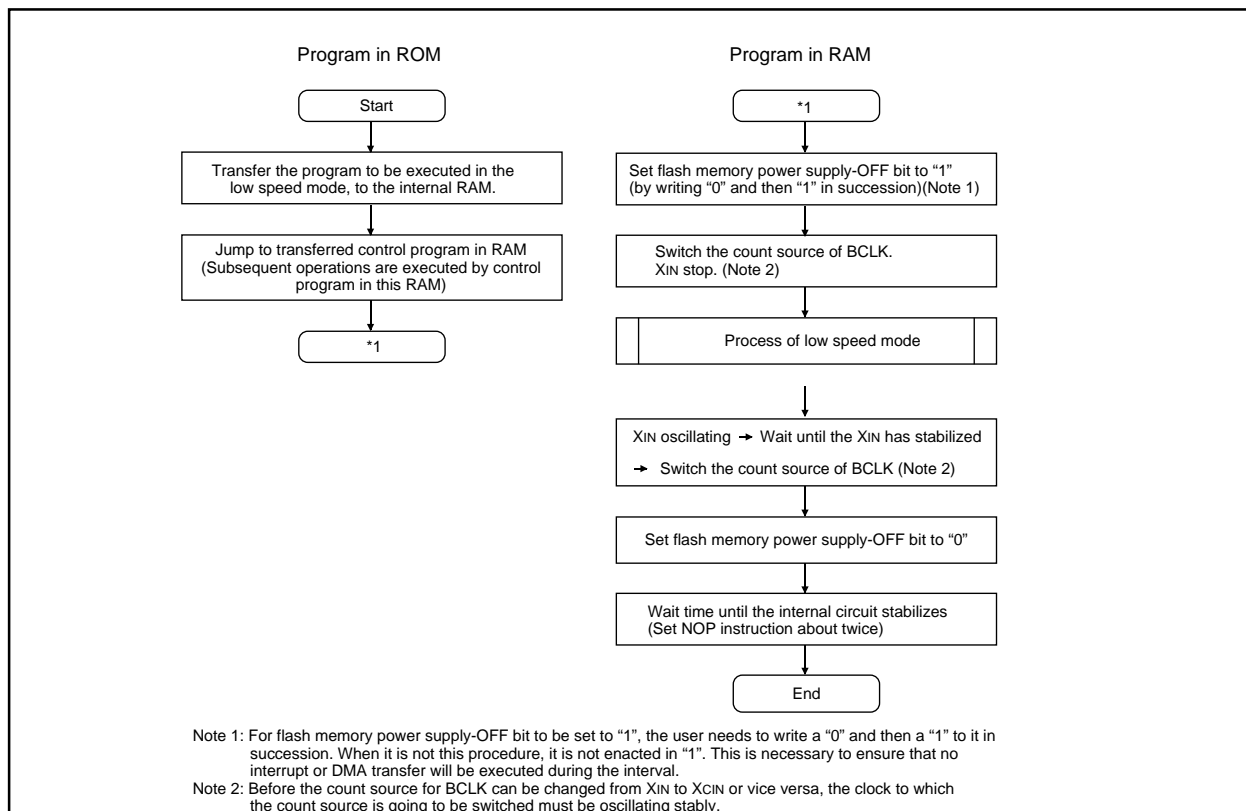 Program in ROM
Start
Transfer the program to be executed in the
low speed mode, to the internal RAM.
Jump to transferred control program in RAM
(Subsequent operations are executed by control
program in this RAM)
*1
Program in RAM
*1
Set flash memory power supply-OFF bit to “1”
(by writing “0” and then “1” in succession)(Note 1)
Switch the count source of BCLK.
XIN stop. (Note 2)
Process of low speed mode
XIN oscillating → Wait until the XIN has stabilized
→ Switch the count source of BCLK (Note 2)
Set flash memory power supply-OFF bit to “0”
Wait time until the internal circuit stabilizes
(Set NOP instruction about twice)
End
Note 1: For flash memory power supply-OFF bit to be set to “1”, the user needs to write a “0” and then a “1” to it in
succession. When it is not this procedure, it is not enacted in “1”. This is necessary to ensure that no
interrupt or DMA transfer will be executed during the interval.
Note 2: Before the count source for BCLK can be changed from XIN to XCIN or vice versa, the clock to which
the count source is going to be switched must be oscillating stably.